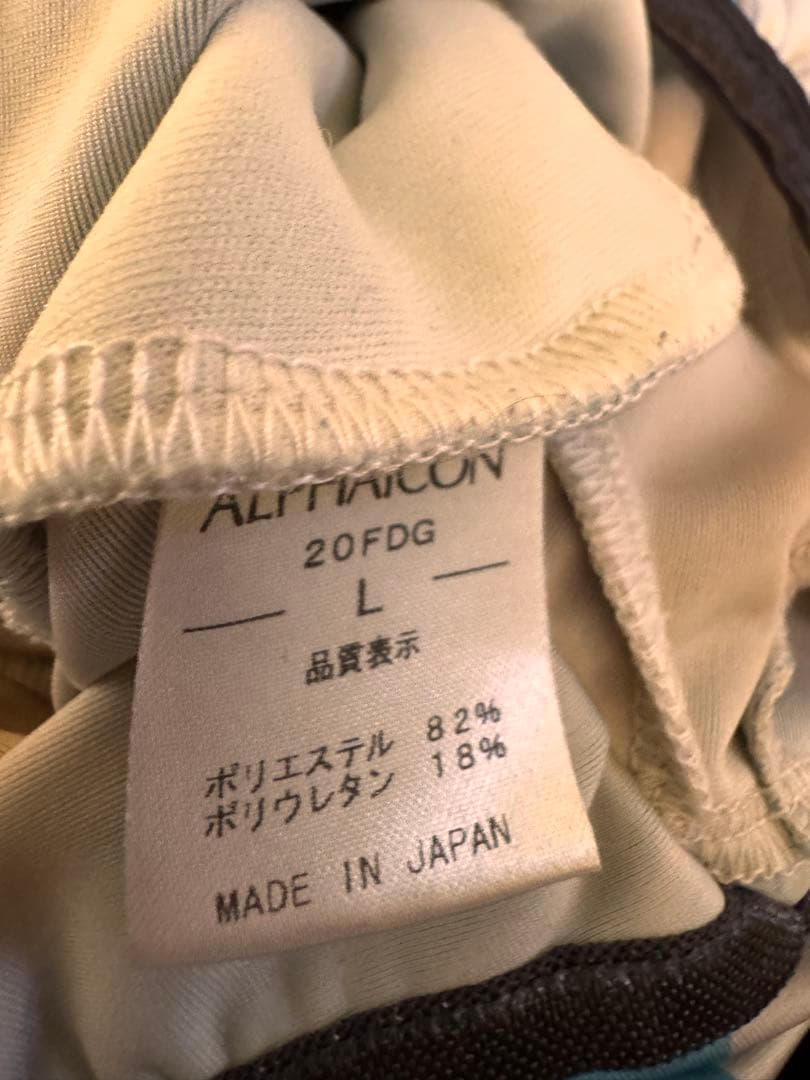 ALPHAICON
20FDG
L
品質表示
ポリエステル 82%
ポリウレタン 18%
MADE IN JAPAN